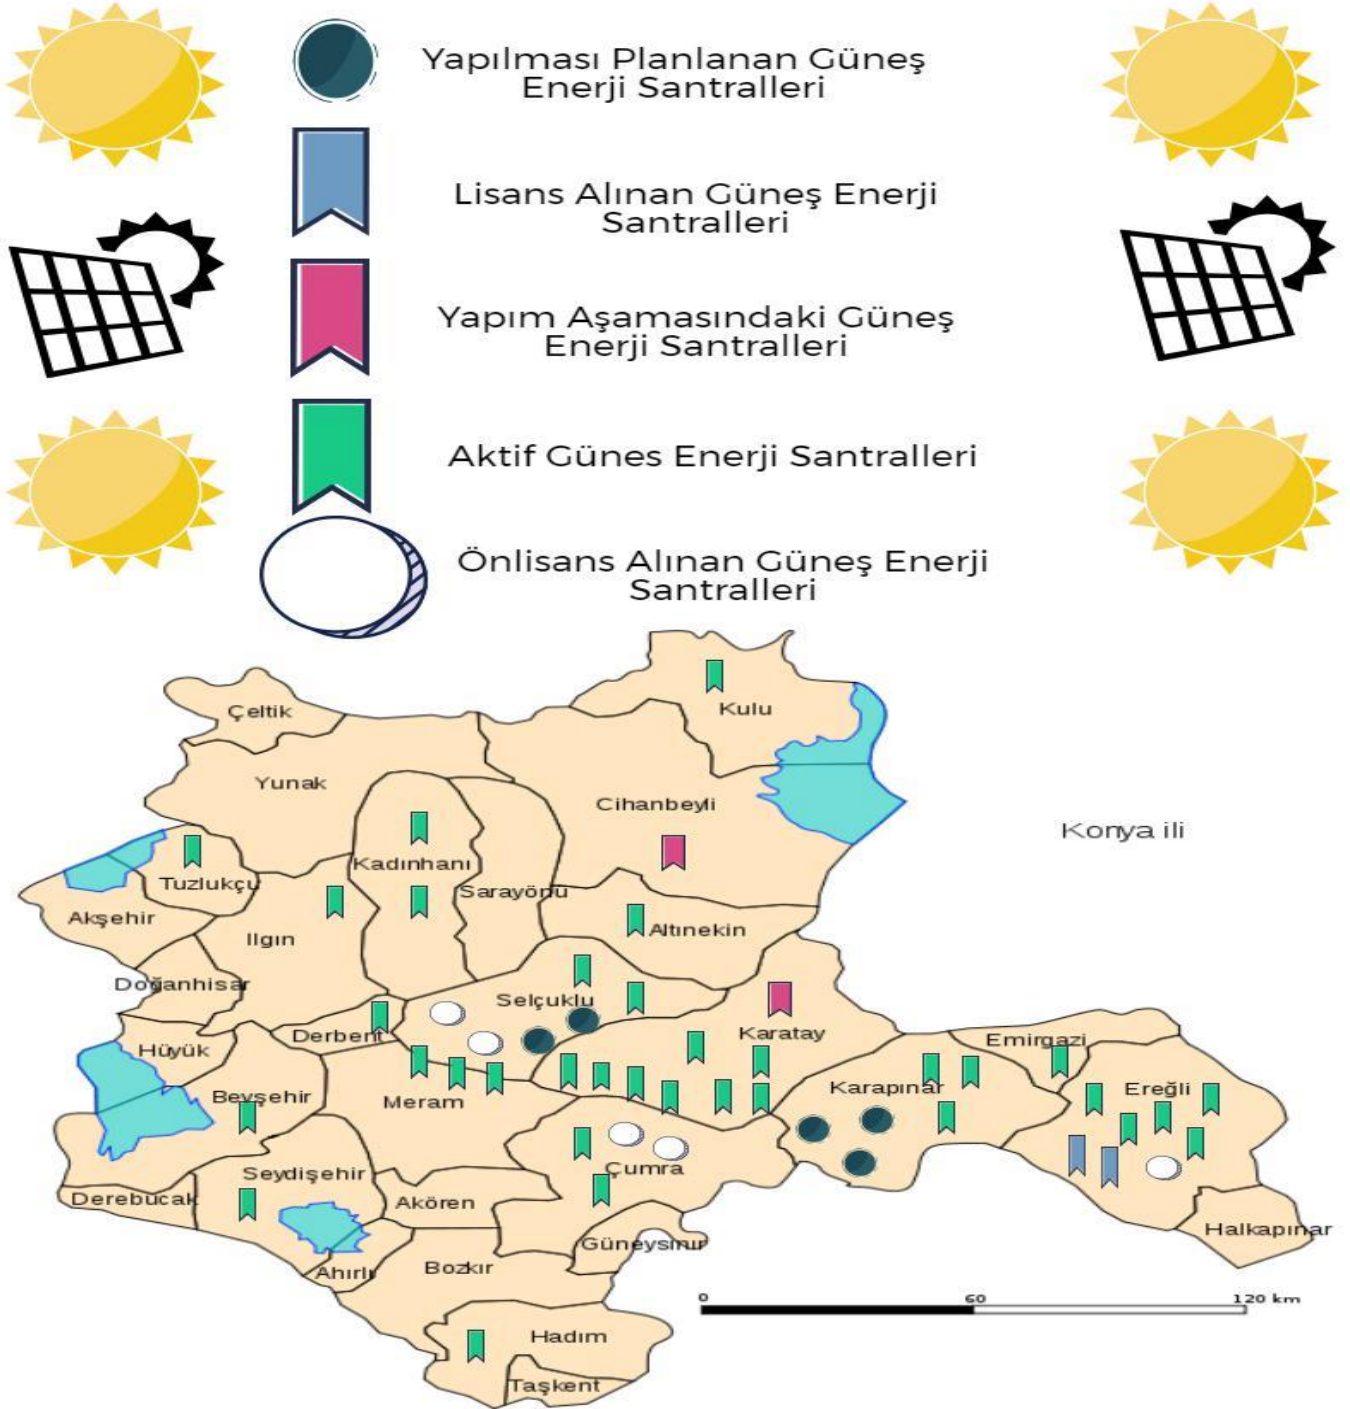 Yapılması Planlanan Güneş
Enerji Santralleri
Lisans Alınan Güneş Enerji
Santralleri
Yapım Aşamasındaki Güneş
Enerji Santralleri
Aktif Günes Enerji Santralleri
Önlisans Alınan Güneş Enerji
Santralleri
Kulu
Çeltik
Yunak
Cihanbeyli
Konya ili
Kadınhanı
Tuzlukçu
Sarayönü
Akşehir
Altınekin
Ilgın
Doğanhisar
Selçuklu
Derbent
Karatay
Emirgazi
Hüyük
Karapınar
Ereğli
Beyşehir
Meram
Çumra
Seydişehir
Derebucak
Akören
Halkapınar
Güneysınır
Ahırlı
Bozkır
0 60 120 km
Hadım
Taşkent